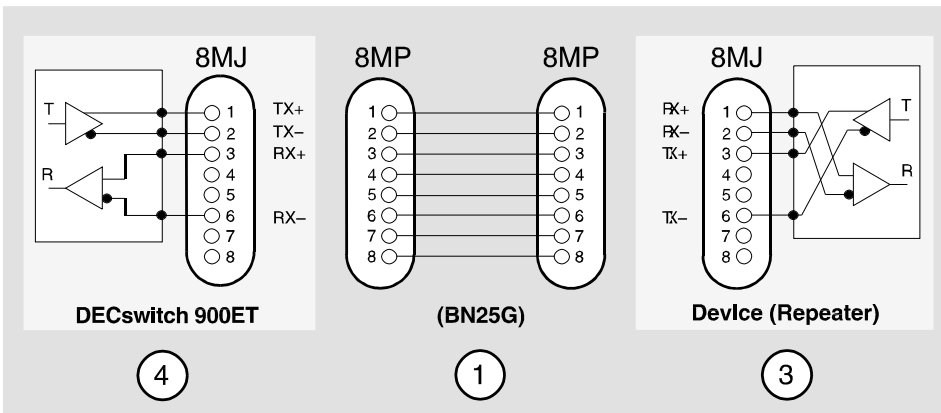 8MJ
T
R
1 TX+
2 TX–
3 RX+
4
5
6 RX–
7
8
DECswitch 900ET
4
8MP 8MP
1 1
2 2
3 3
4 4
5 5
6 6
7 7
8 8
(BN25G)
1
8MJ
RX+ 1
RX– 2
TX+ 3
4
5
TX– 6
7
8
T
R
DevIce (Repeater)
3